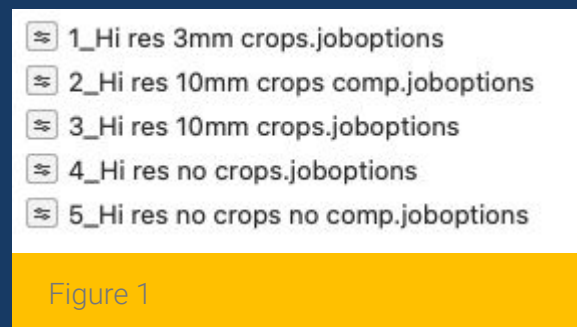 1_Hi res 3mm crops.joboptions
2_Hi res 10mm crops comp.joboptions
3_Hi res 10mm crops.joboptions
4_Hi res no crops.joboptions
5_Hi res no crops no comp.joboptions
Figure 1